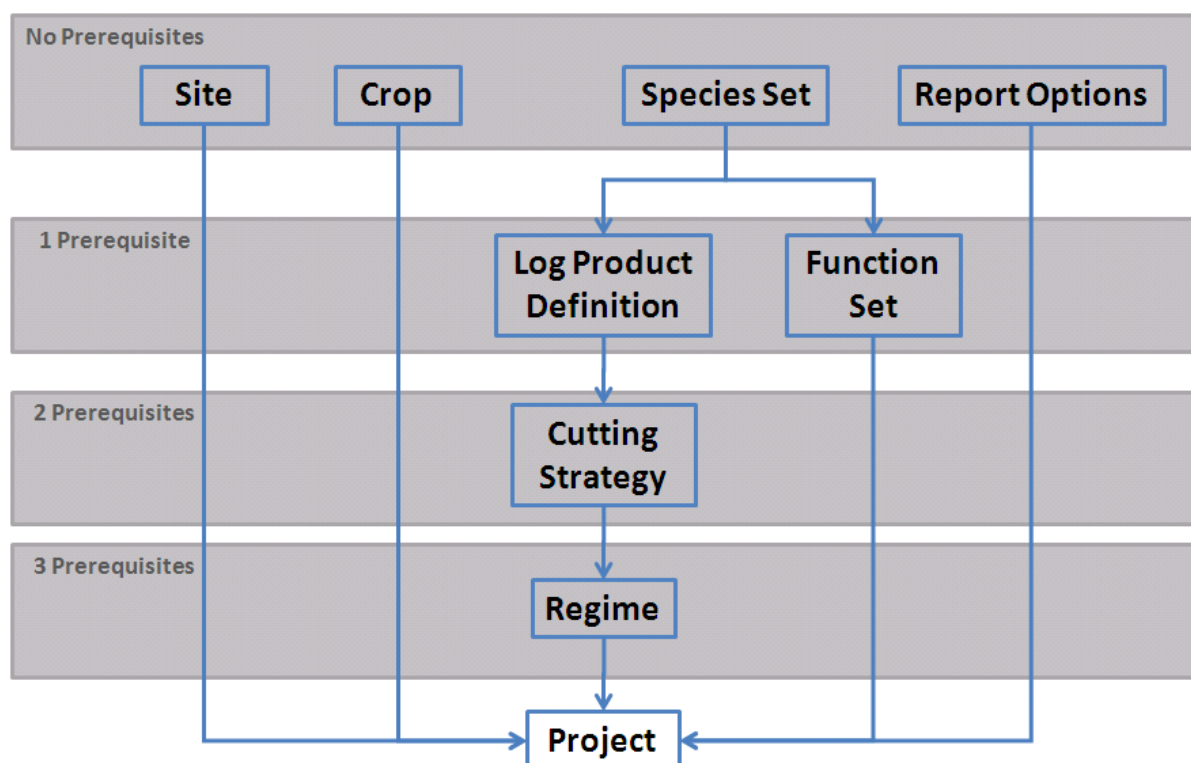 No Prerequisites
Site
Crop
Species Set
Report Options
1 Prerequisite
Log Product
Definition
Function
Set
2 Prerequisites
Cutting
Strategy
3 Prerequisites
Regime
Project